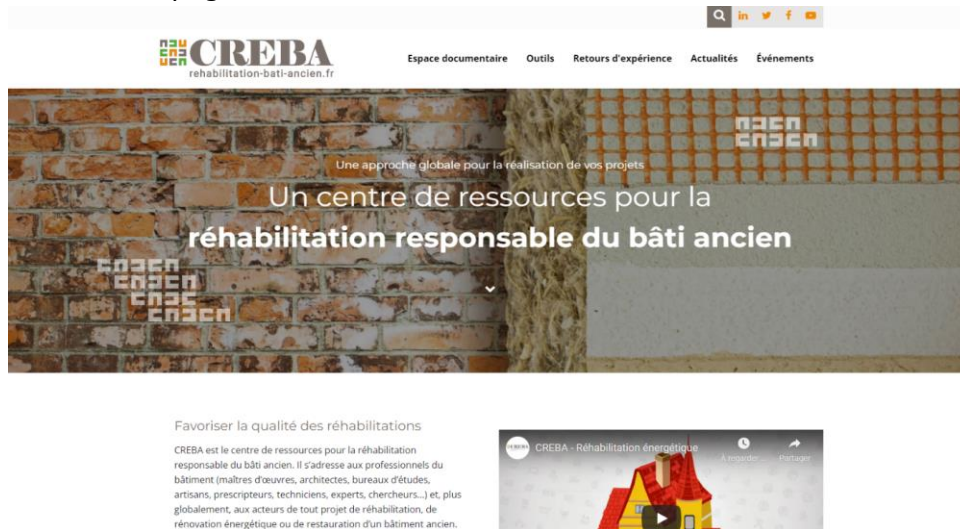 in f
CREBA
rehabilitation-bati-ancien.fr
Espace documentaire Outils Retours d'expérience Actualités Événements
Une approche globale pour la réalisation de vos projets
Un centre de ressources pour la
réhabilitation responsable du bâti ancien
Favoriser la qualité des réhabilitations
CREBA est le centre de ressources pour la réhabilitation
responsable du bâti ancien. Il s'adresse aux professionnels du
bâtiment (maîtres d'œuvres, architectes, bureaux d'études,
artisans, prescripteurs, techniciens, experts, chercheurs...) et, plus
globalement, aux acteurs de tout projet de réhabilitation, de
rénovation énergétique ou de restauration d'un bâtiment ancien.
CREBA - Réhabilitation énergétique
À regarder... Partager